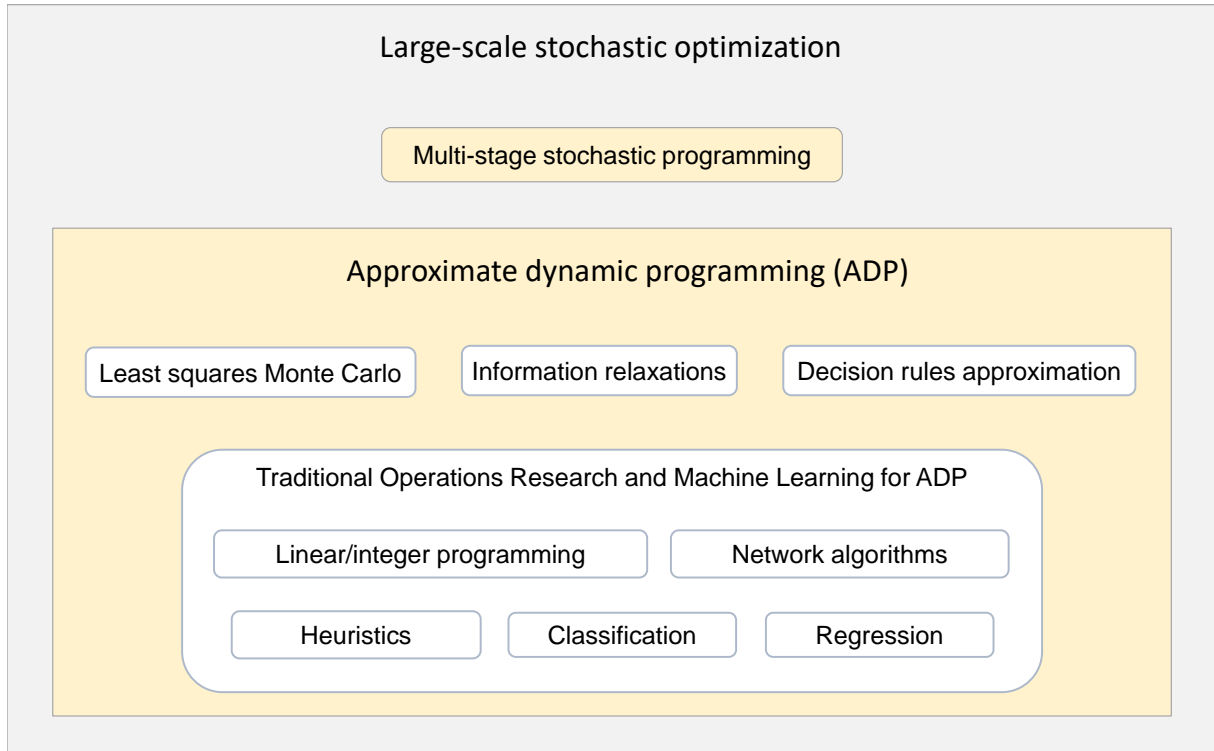 Large-scale stochastic optimization
Multi-stage stochastic programming
Approximate dynamic programming (ADP)
Least squares Monte Carlo
Information relaxations
Decision rules approximation
Traditional Operations Research and Machine Learning for ADP
Linear/integer programming
Network algorithms
Heuristics
Classification
Regression